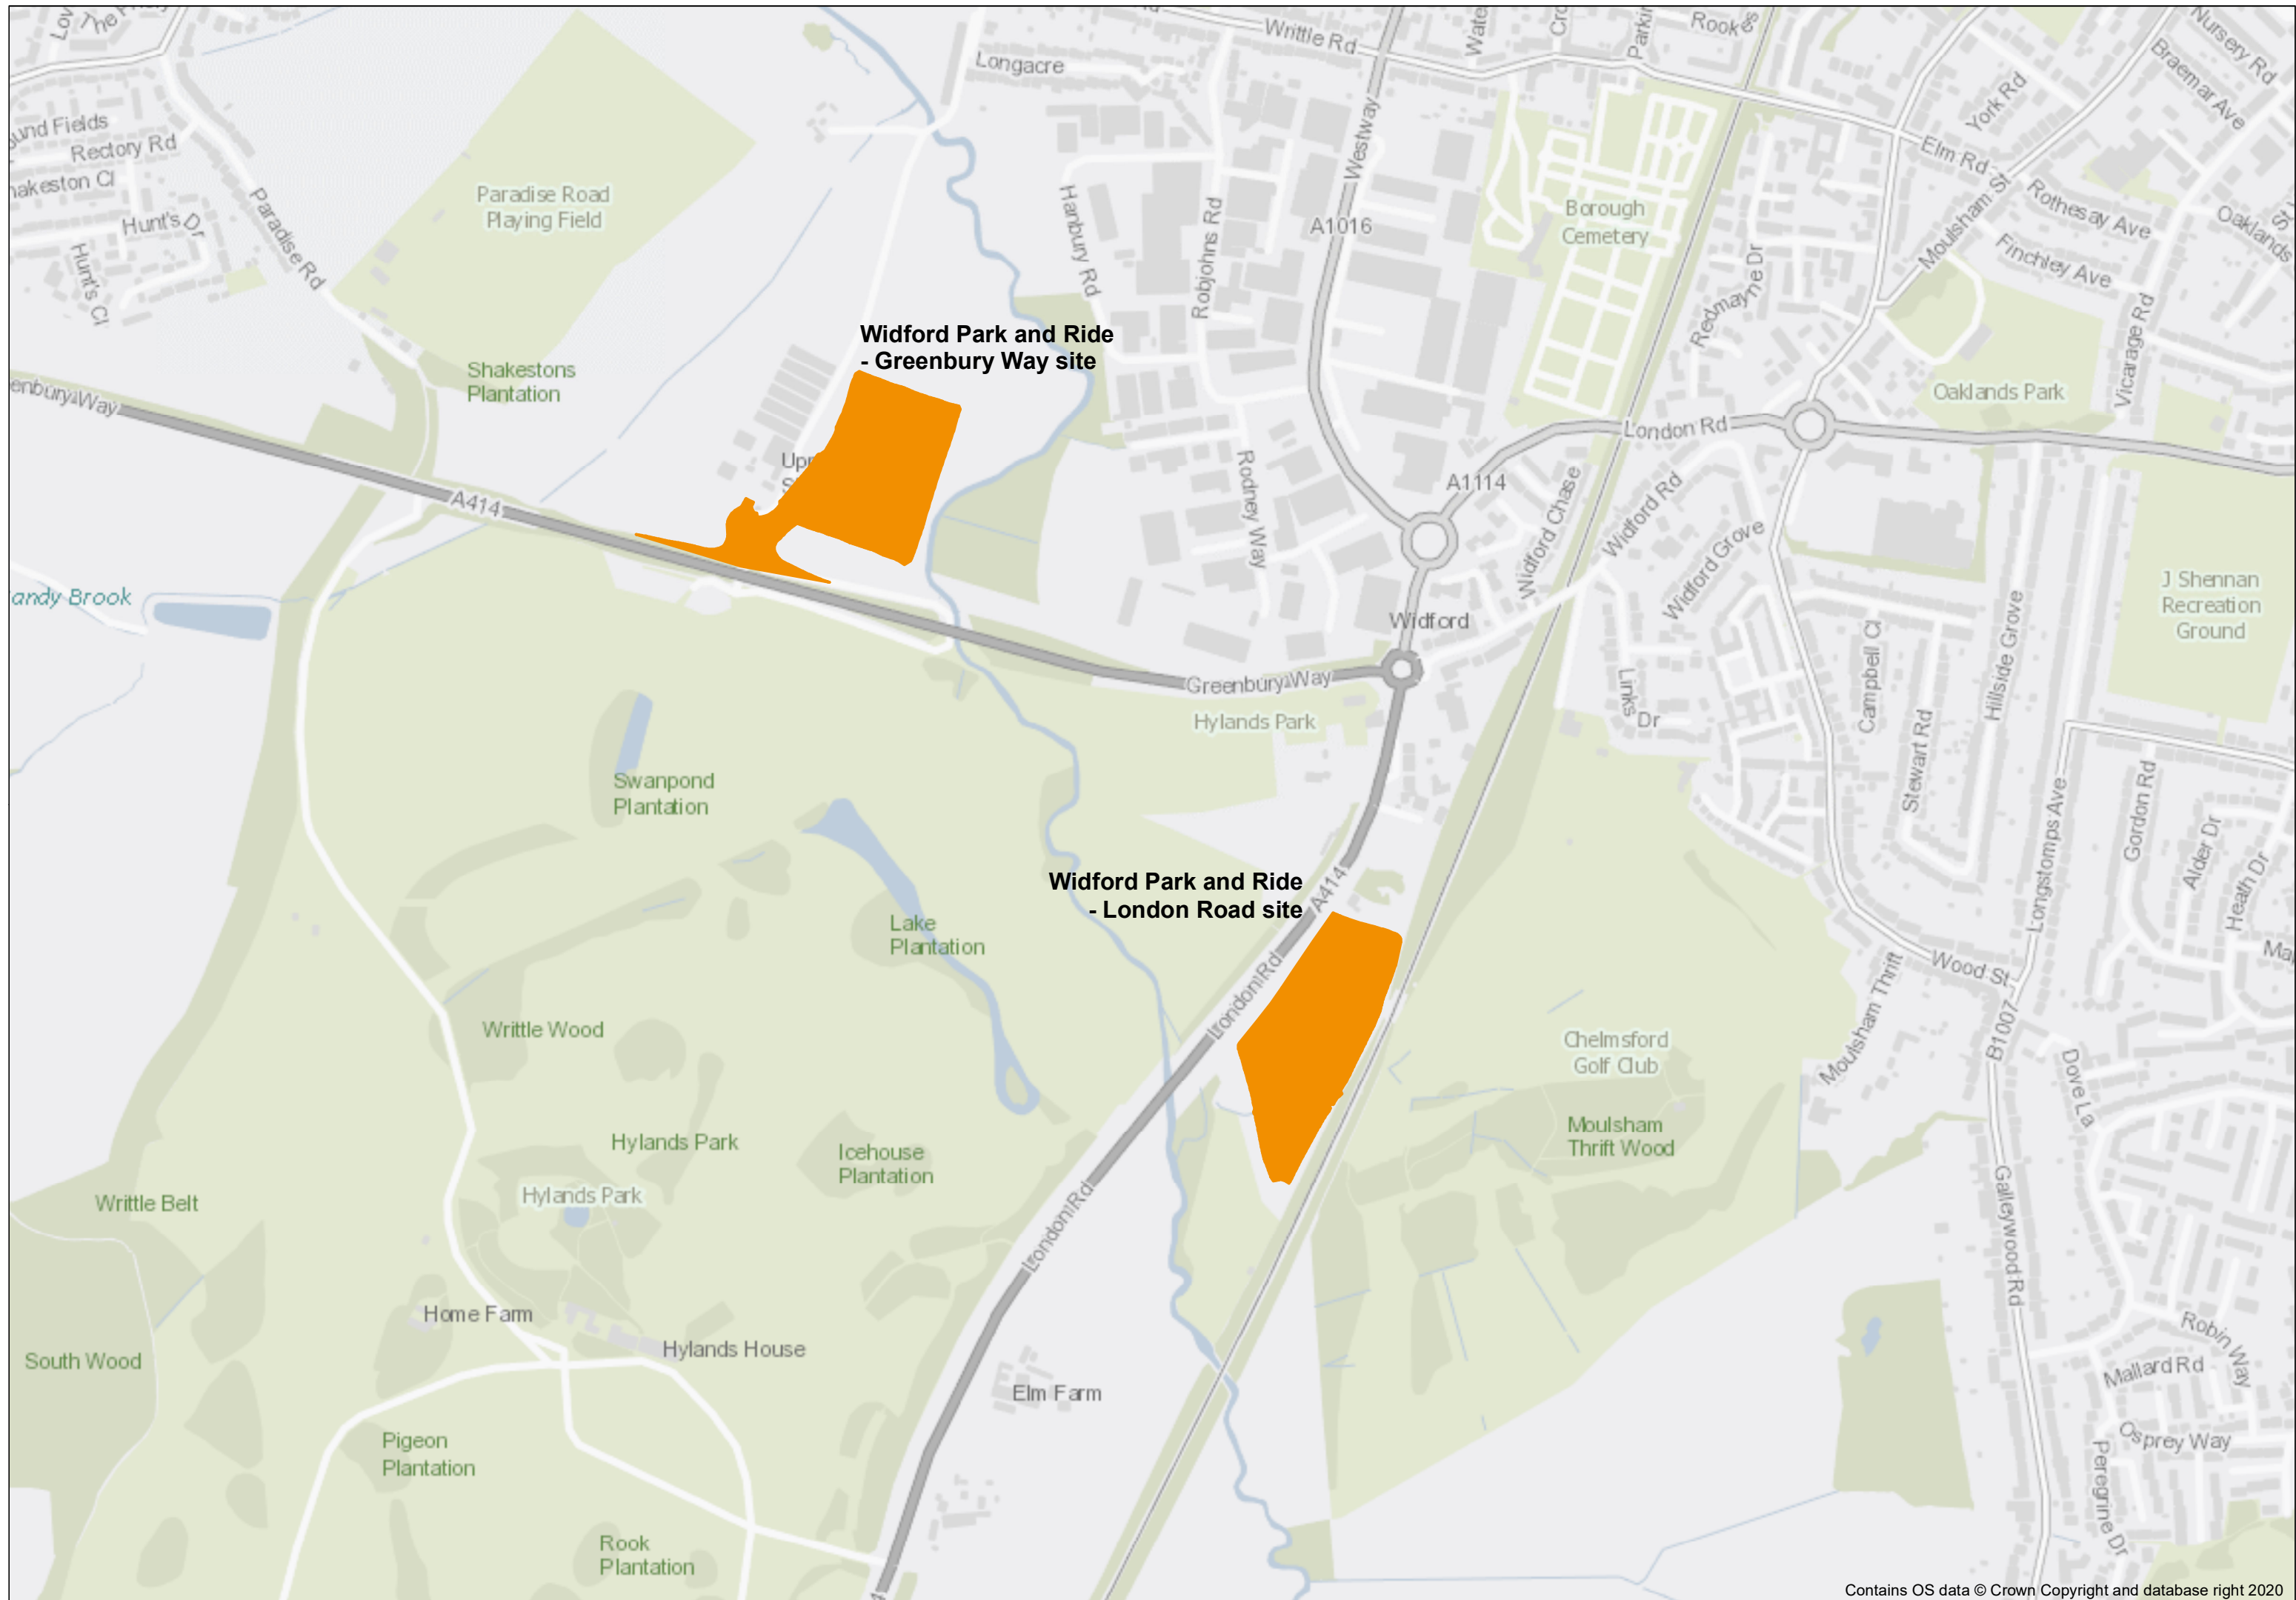 Writtle Rd
Rookes
Longacre
Nursery Rd
Braemar Ave
York Rd
Westway
Rectory Rd
Elm Rd
Moulsham St
Rothesay Ave
Oaklands
Paradise Road
Playing Field
Paradise Rd
Hunt's Dr
Hunt's Cl
Hanbury Rd
Robjohns Rd
A1016
Borough
Cemetery
Redmayne Dr
Finchley Ave
Vicarage Rd
Widford Park and Ride
- Greenbury Way site
Shakestons
Plantation
Oaklands Park
London Rd
A414
Rodney Way
A1114
Widford Chase
Widford Rd
Widford Grove
J Shennan
Recreation
Ground
Widford
Campbell Cl
Hillside Grove
Links Dr
Greenbury Way
Hylands Park
Stewart Rd
Swanpond
Plantation
Longstomps Ave
Gordon Rd
Alder Dr
Heath Dr
Widford Park and Ride
- London Road site
A414
Lake
Plantation
London Rd
Wood St
Moulsham Thrift
B1007
Writtle Wood
Chelmsford
Golf Club
Dove La
Moulsham
Thrift Wood
Hylands Park
Icehouse
Plantation
Hylands Park
Writtle Belt
London Rd
Galleywood Rd
Home Farm
Hylands House
South Wood
Elm Farm
Robin Way
Mallard Rd
Osprey Way
Peregrine Dr
Pigeon
Plantation
Rook
Plantation
Contains OS data © Crown Copyright and database right 2020